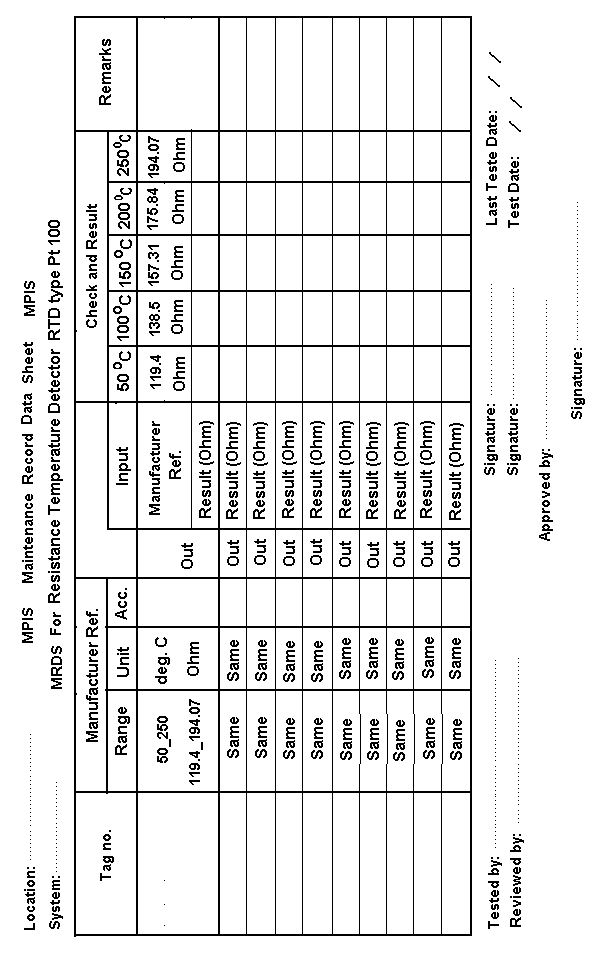 Location: ............................ MPIS Maintenance Record Data Sheet MPIS
System: .................... MRDS For Resistance Temperature Detector RTD type Pt 100
Tag no. Manufacturer Ref. Input Check and Result Remarks
Range Unit Acc. 50 °C 100°C 150 °C 200°C 250°C
50_250 deg. C Out Manufacturer Ref. 119.4 138.5 157.31 175.84 194.07
119.4_194.07 Ohm Ohm Ohm Ohm Ohm Ohm
Result (Ohm)
Same Same Out Result (Ohm)
Same Same Out Result (Ohm)
Same Same Out Result (Ohm)
Same Same Out Result (Ohm)
Same Same Out Result (Ohm)
Same Same Out Result (Ohm)
Same Same Out Result (Ohm)
Same Same Out Result (Ohm)
Same Same Out Result (Ohm)
Tested by: ............................ Signature: ............................ Last Teste Date: / /
Reviewed by: ............................ Signature: ............................ Test Date: / /
Approved by: ............................
Signature: ............................